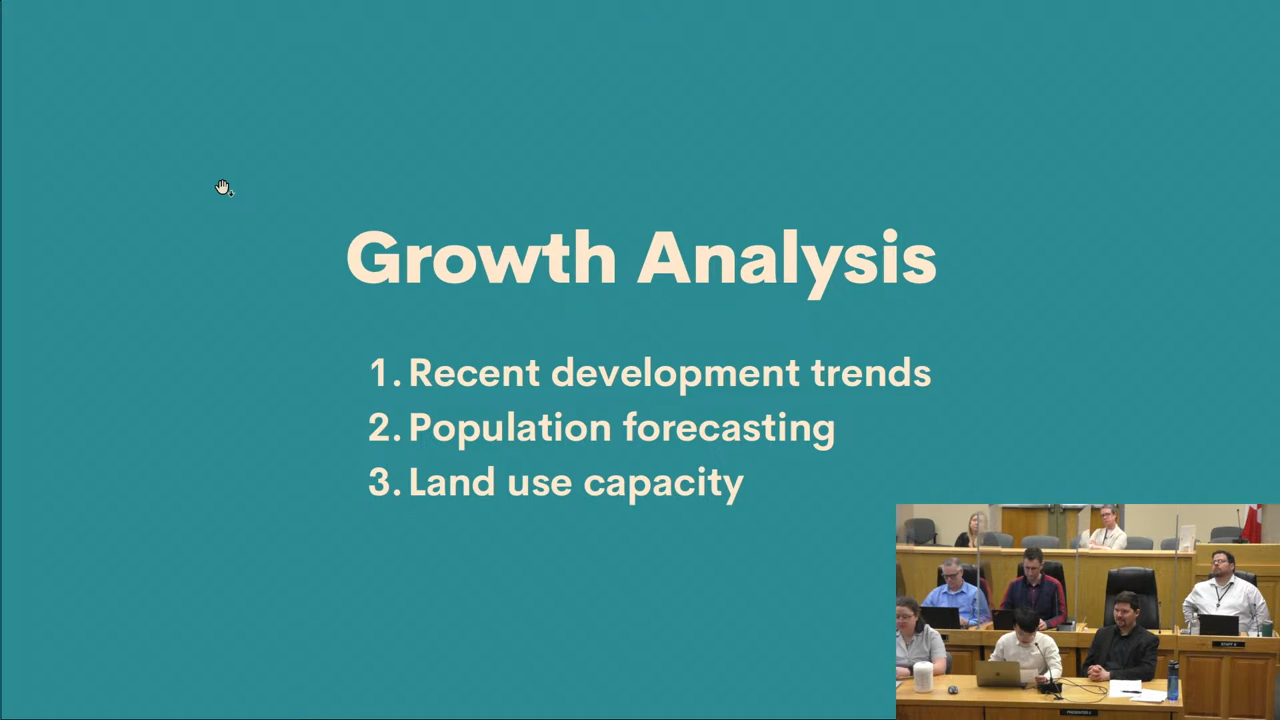 Growth Analysis
1. Recent development trends
2. Population forecasting
3. Land use capacity